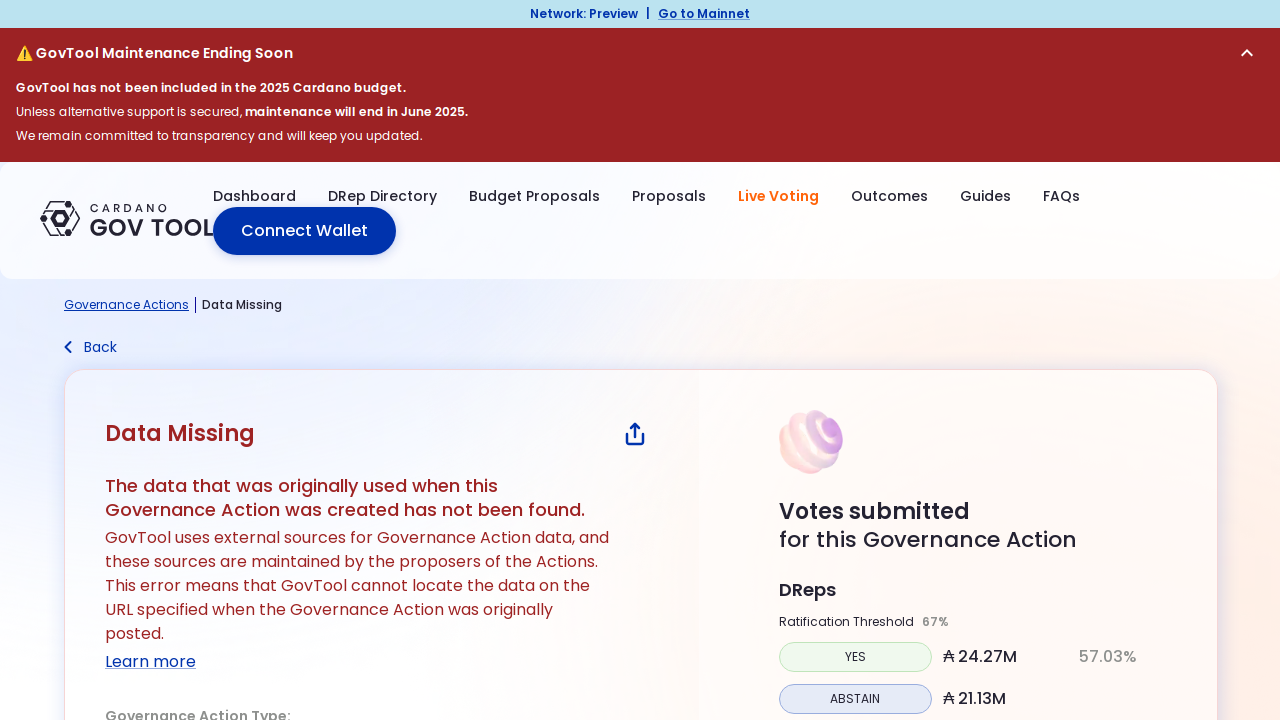 Network: Preview | Go to Mainnet
⚠️ GovTool Maintenance Ending Soon
GovTool has not been included in the 2025 Cardano budget.
Unless alternative support is secured, maintenance will end in June 2025.
We remain committed to transparency and will keep you updated.
CARDANO
GOV TOOL
Dashboard DRep Directory Budget Proposals Proposals Live Voting Outcomes Guides FAQs
Connect Wallet
Governance Actions | Data Missing
Back
Data Missing
The data that was originally used when this
Governance Action was created has not been found.
GovTool uses external sources for Governance Action data, and
these sources are maintained by the proposers of the Actions.
This error means that GovTool cannot locate the data on the
URL specified when the Governance Action was originally
posted.
Learn more
Governance Action Type:
Votes submitted
for this Governance Action
DReps
Ratification Threshold 67%
YES ₳ 24.27M 57.03%
ABSTAIN ₳ 21.13M